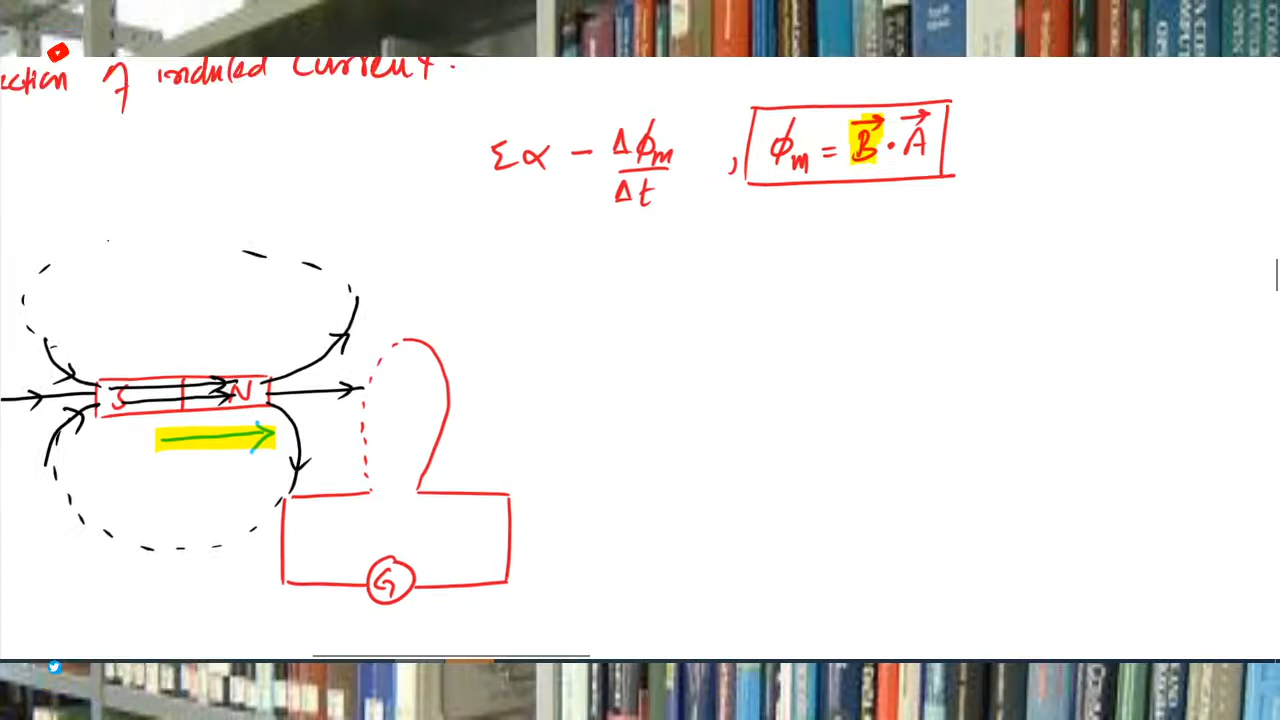 ection of induced current.
Σ α - Δϕm/Δt , ϕm = B⃗ · A⃗
S N
G